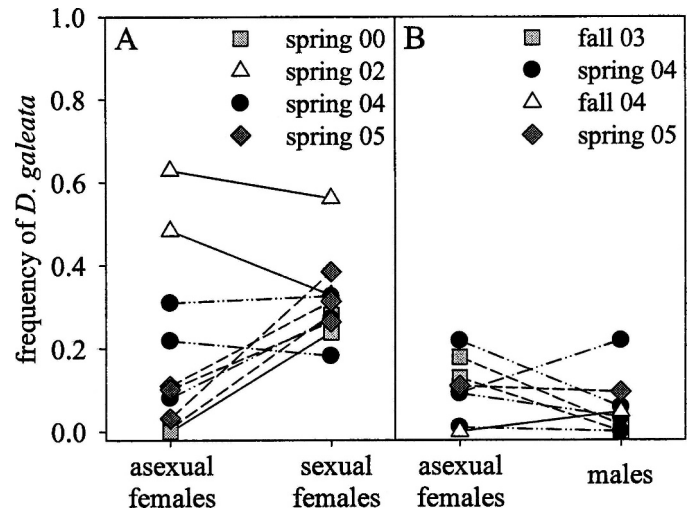 frequency of D. galeata
1.0
0.8
0.6
0.4
0.2
0.0
A
spring 00
spring 02
spring 04
spring 05
asexual
females
sexual
females
B
fall 03
spring 04
fall 04
spring 05
asexual
females
males